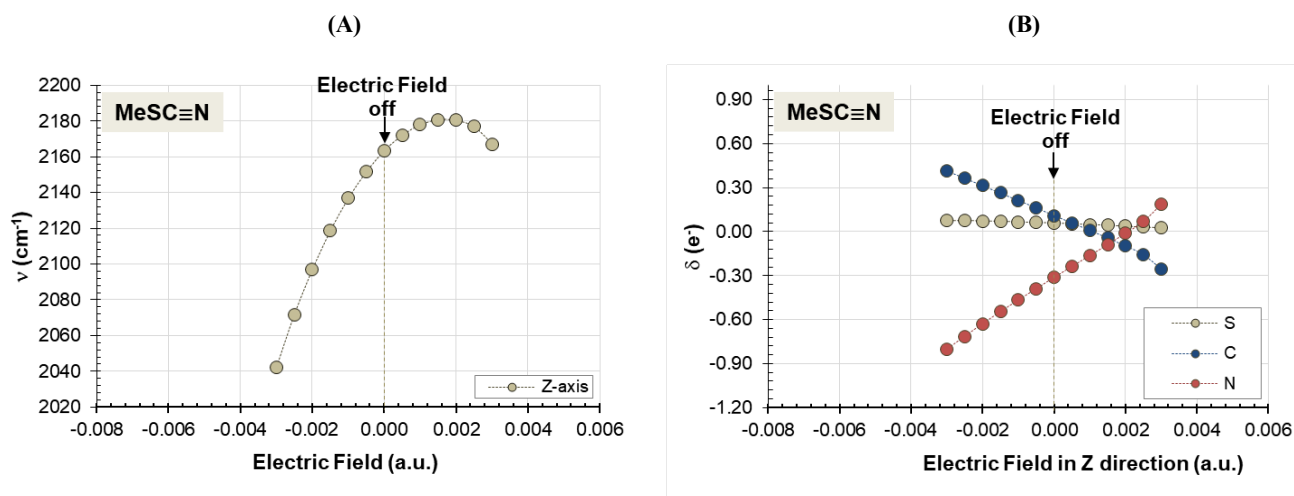 (A)
(B)
MeSC≡N
Electric Field
off
ν (cm⁻¹)
2200
2180
2160
2140
2120
2100
2080
2060
2040
2020
Z-axis
-0.008 -0.006 -0.004 -0.002 0.000 0.002 0.004 0.006
Electric Field (a.u.)
MeSC≡N
Electric Field
off
δ (e⁻)
0.90
0.60
0.30
0.00
-0.30
-0.60
-0.90
-1.20
S
C
N
-0.008 -0.006 -0.004 -0.002 0.000 0.002 0.004 0.006
Electric Field in Z direction (a.u.)